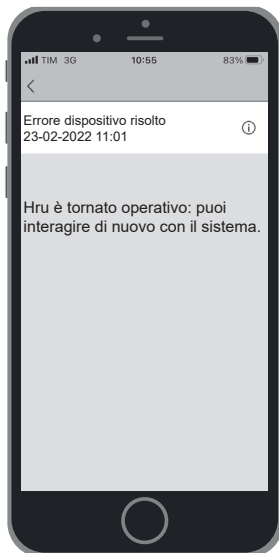 TIM 3G 10:55 83%
Errore dispositivo risolto
23-02-2022 11:01
Hru è tornato operativo: puoi
interagire di nuovo con il sistema.